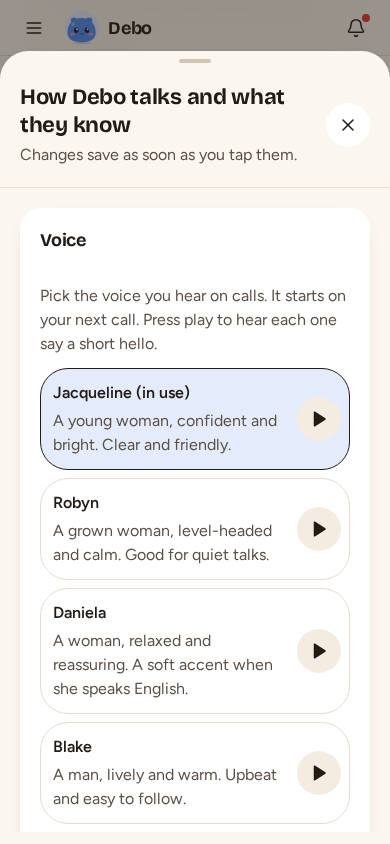 Debo
How Debo talks and what
they know
Changes save as soon as you tap them.
Voice
Pick the voice you hear on calls. It starts on
your next call. Press play to hear each one
say a short hello.
Jacqueline (in use)
A young woman, confident and
bright. Clear and friendly.
Robyn
A grown woman, level-headed
and calm. Good for quiet talks.
Daniela
A woman, relaxed and
reassuring. A soft accent when
she speaks English.
Blake
A man, lively and warm. Upbeat
and easy to follow.